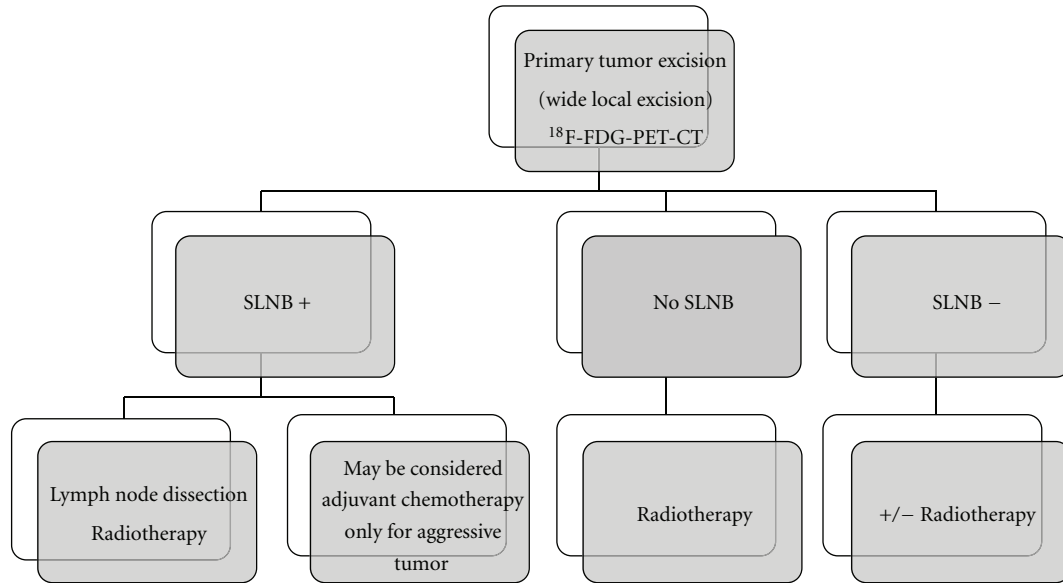 Primary tumor excision
(wide local excision)
¹⁸F-FDG-PET-CT
SLNB +
No SLNB
SLNB −
Lymph node dissection
Radiotherapy
May be considered
adjuvant chemotherapy
only for aggressive
tumor
Radiotherapy
+/− Radiotherapy